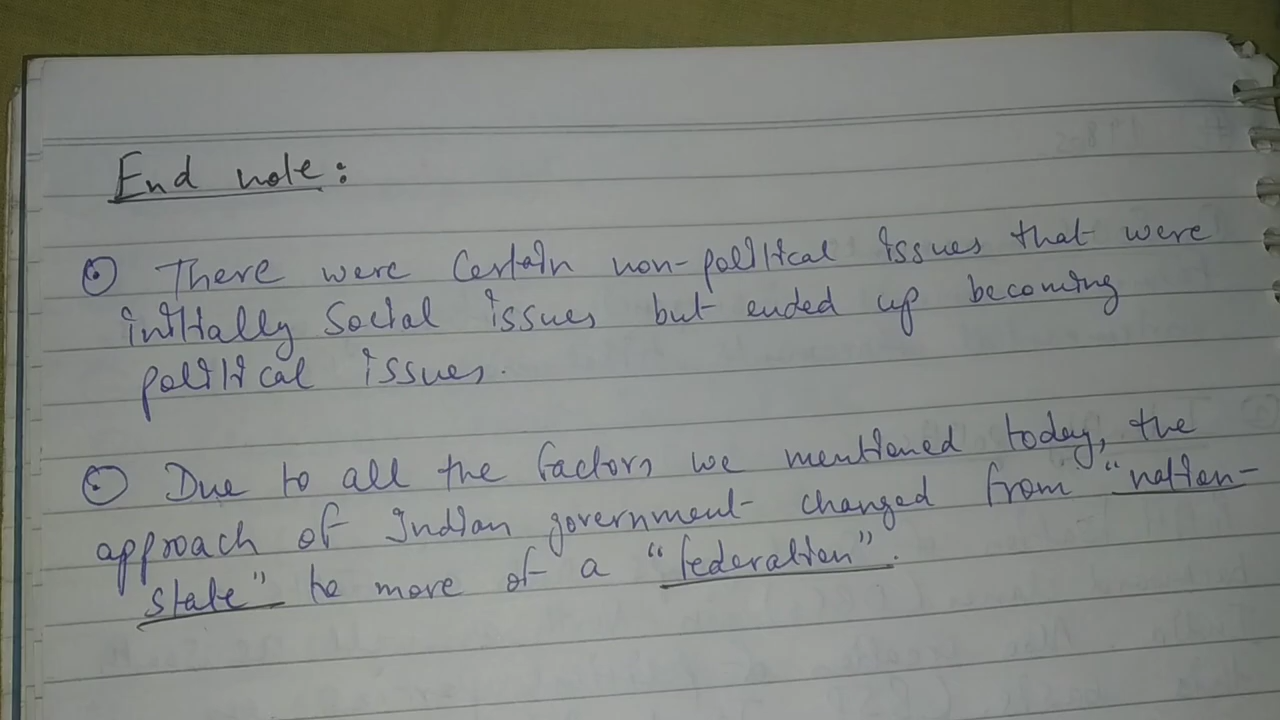 End note:
There were certain non-political issues that were
initially social issues but ended up becoming
political issues.
Due to all the factors we mentioned today, the
approach of Indian government changed from "nation-
state" to more of a "federation".